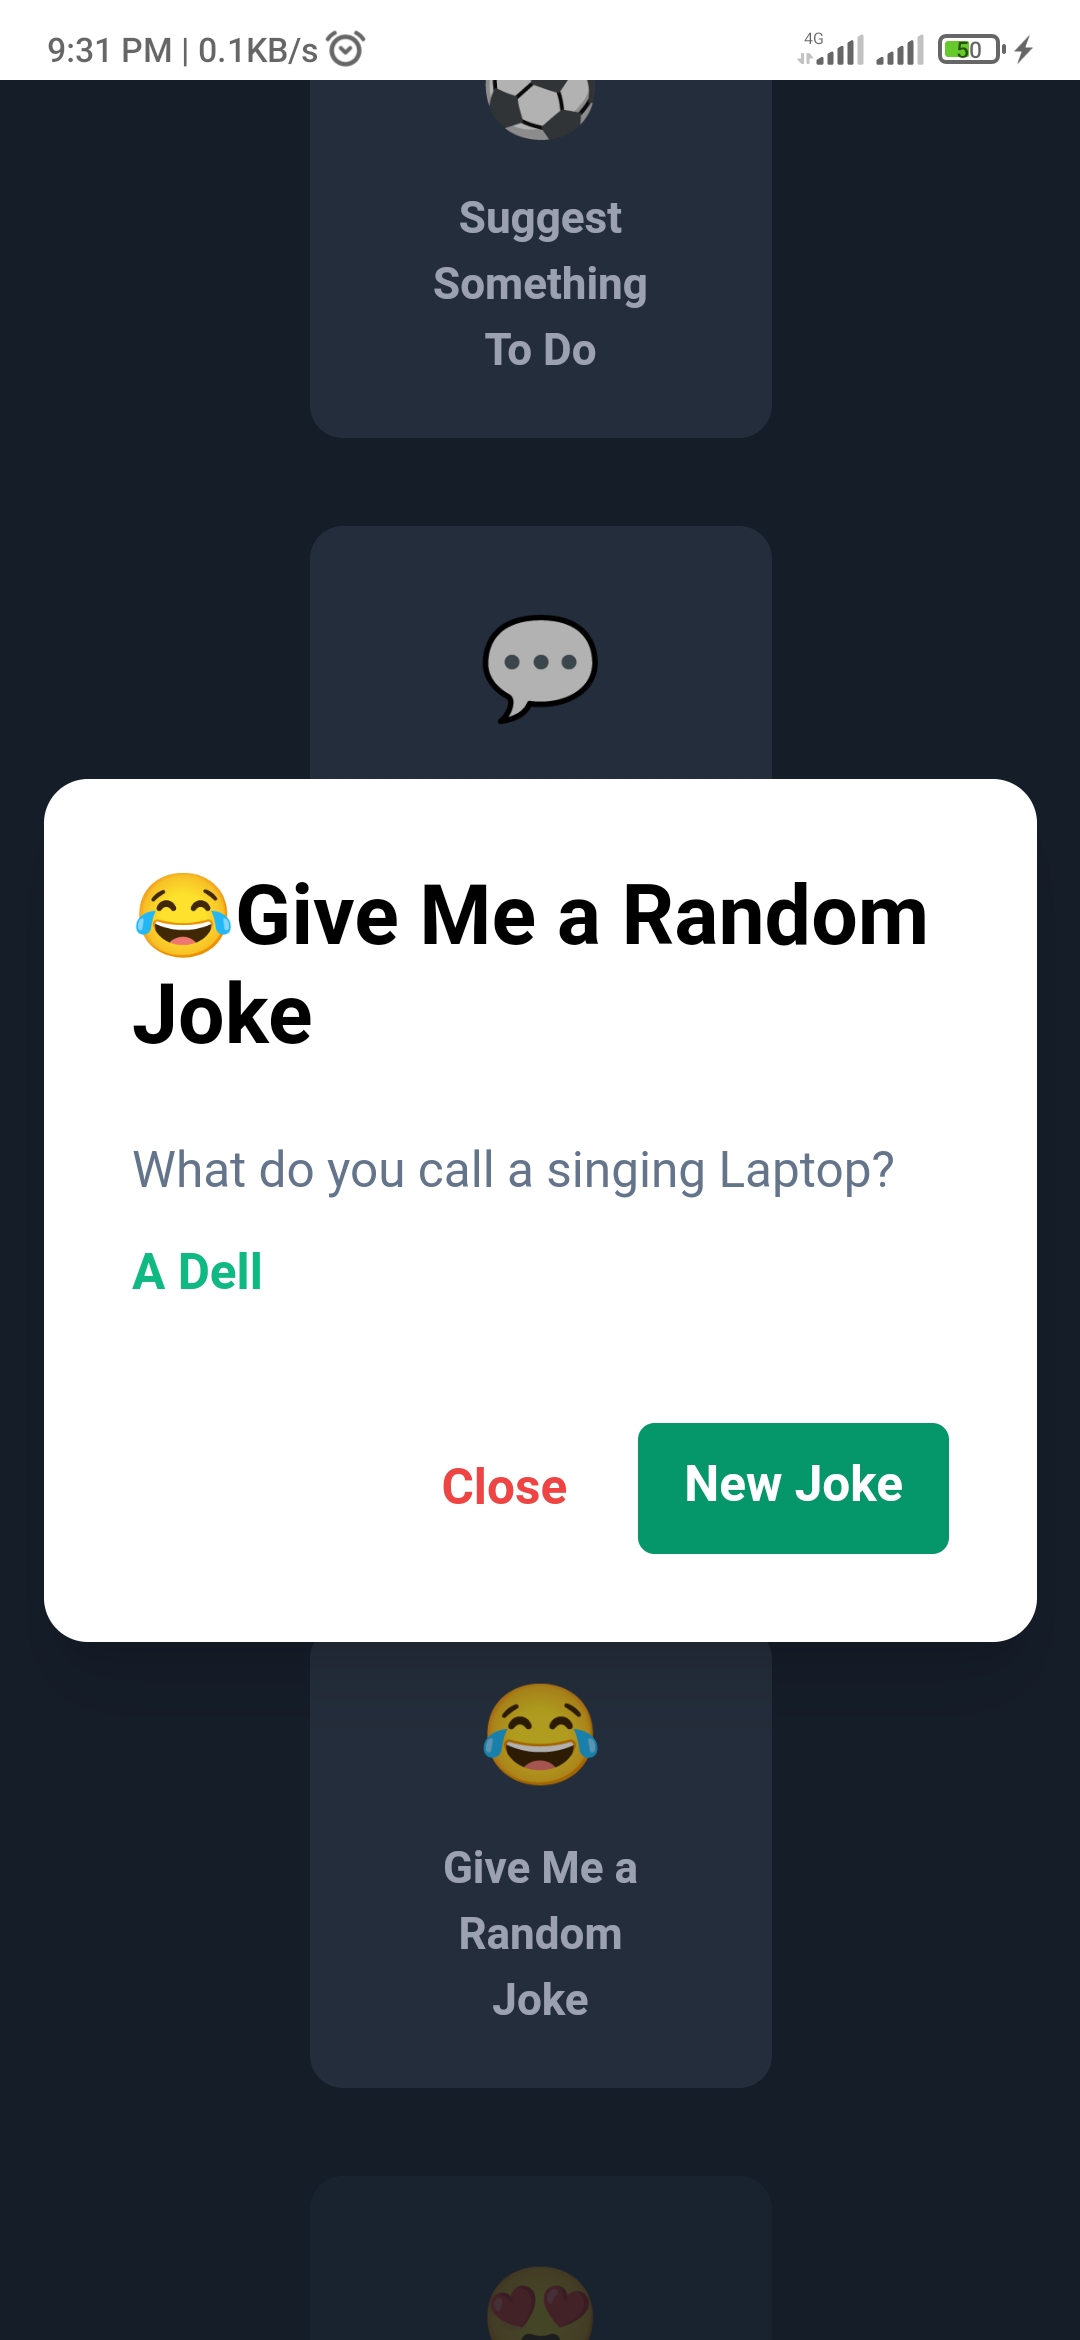 9:31 PM | 0.1KB/s
4G
50
Suggest
Something
To Do
Give Me a Random
Joke
What do you call a singing Laptop?
A Dell
Close
New Joke
Give Me a
Random
Joke